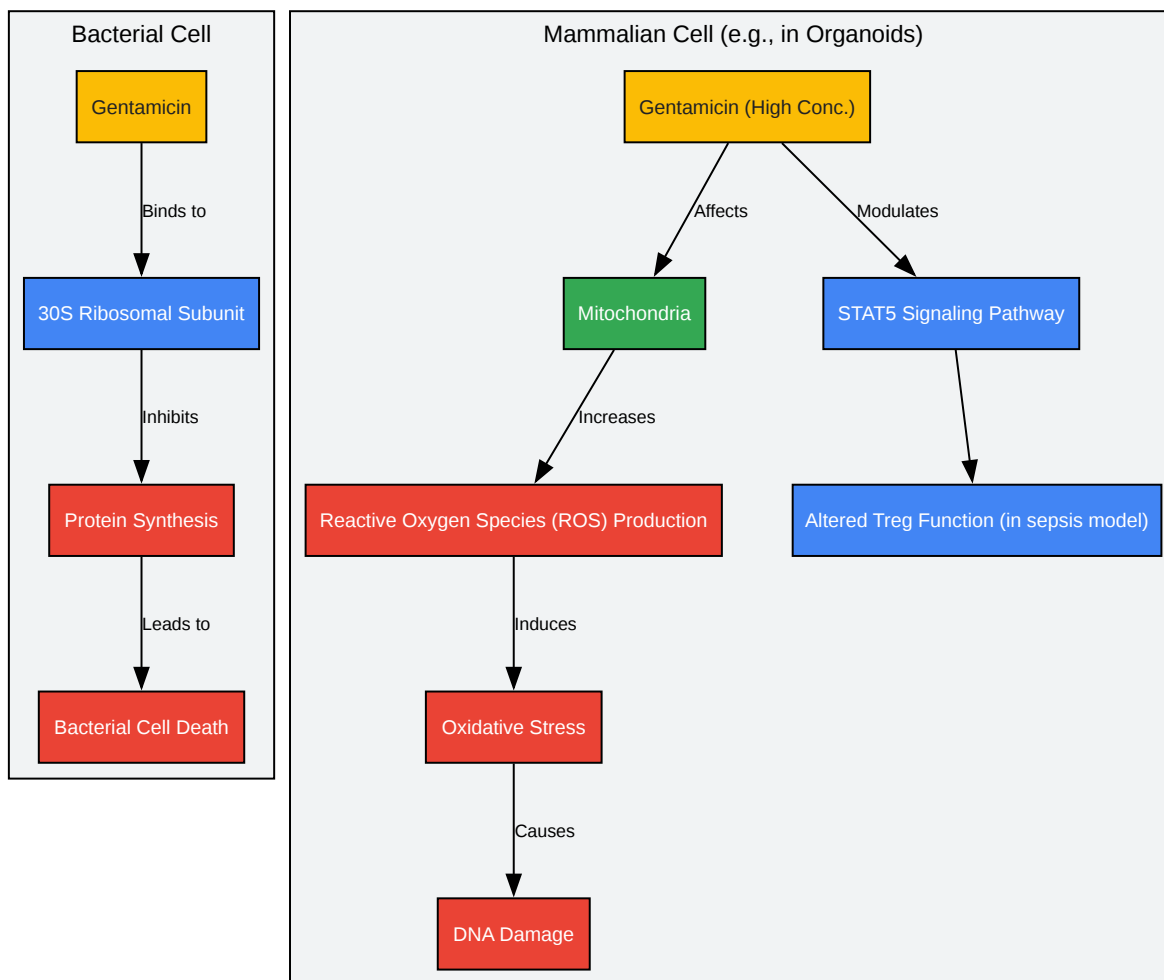 Bacterial Cell
Gentamicin
Binds to
30S Ribosomal Subunit
Inhibits
Protein Synthesis
Leads to
Bacterial Cell Death
Mammalian Cell (e.g., in Organoids)
Gentamicin (High Conc.)
Affects
Modulates
Mitochondria
STAT5 Signaling Pathway
Increases
Reactive Oxygen Species (ROS) Production
Altered Treg Function (in sepsis model)
Induces
Oxidative Stress
Causes
DNA Damage